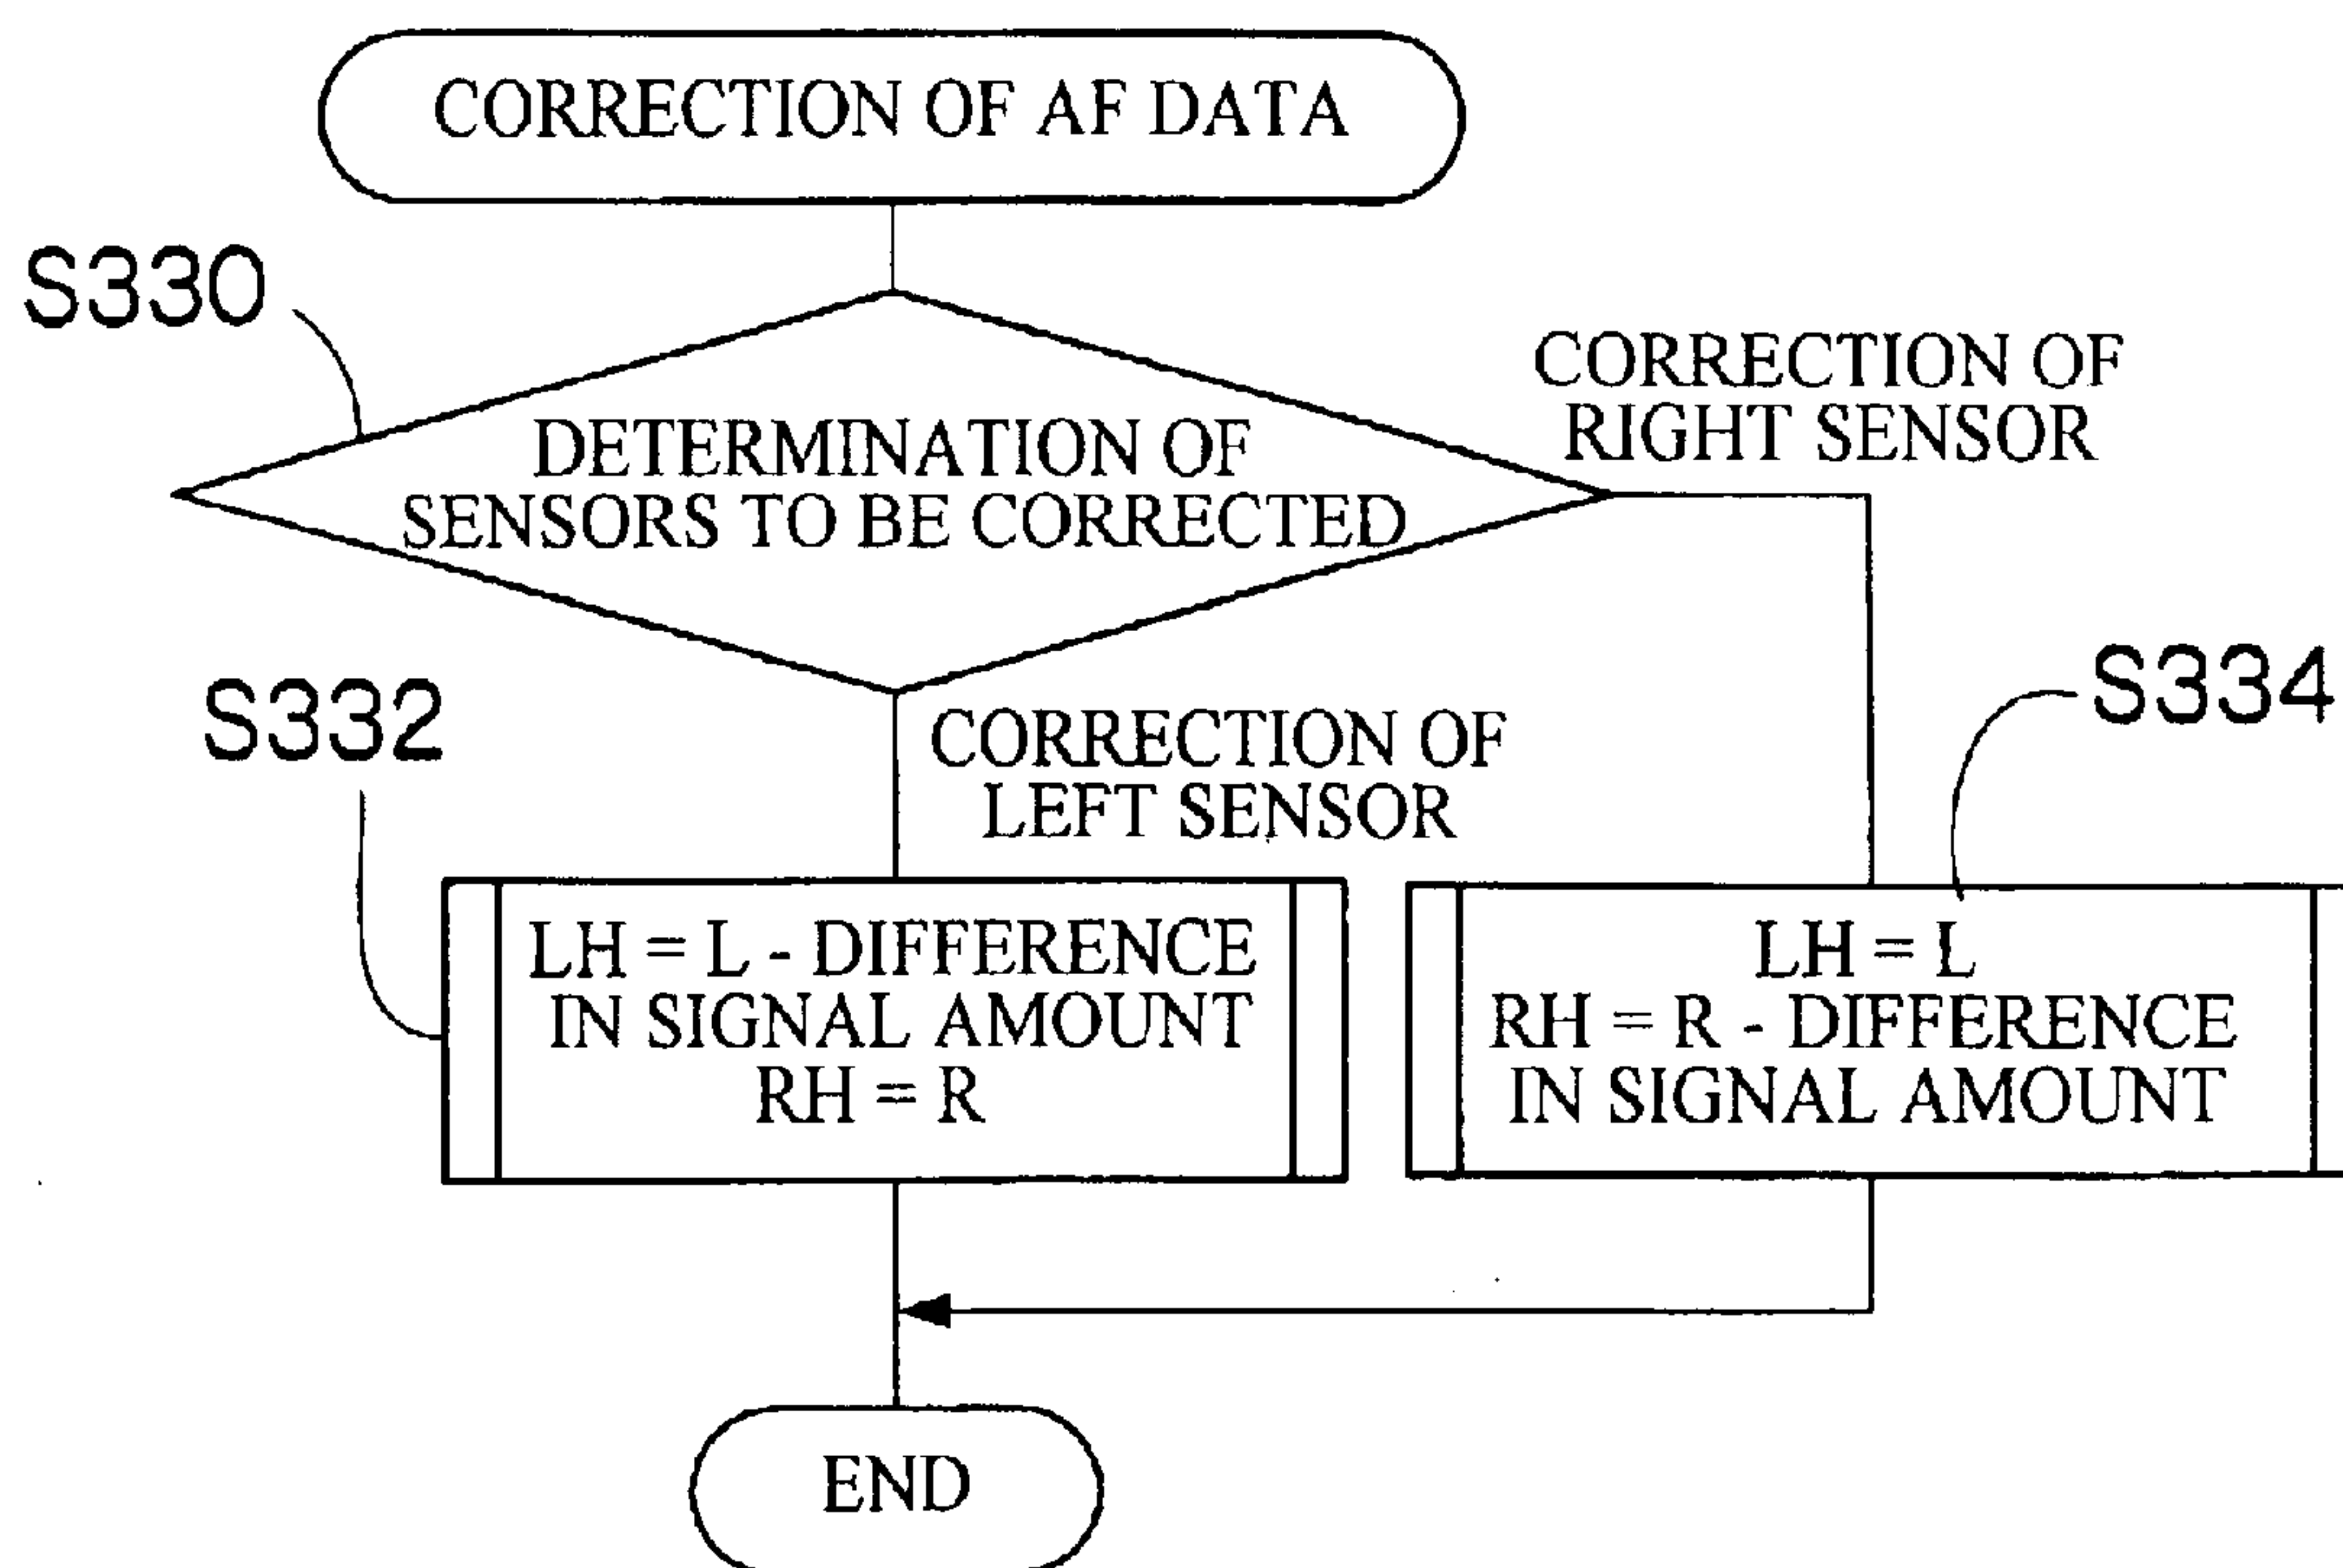 CORRECTION OF AF DATA
S330
DETERMINATION OF
SENSORS TO BE CORRECTED
CORRECTION OF
RIGHT SENSOR
S332
CORRECTION OF
LEFT SENSOR
S334
LH = L - DIFFERENCE
IN SIGNAL AMOUNT
RH = R
LH = L
RH = R - DIFFERENCE
IN SIGNAL AMOUNT
END